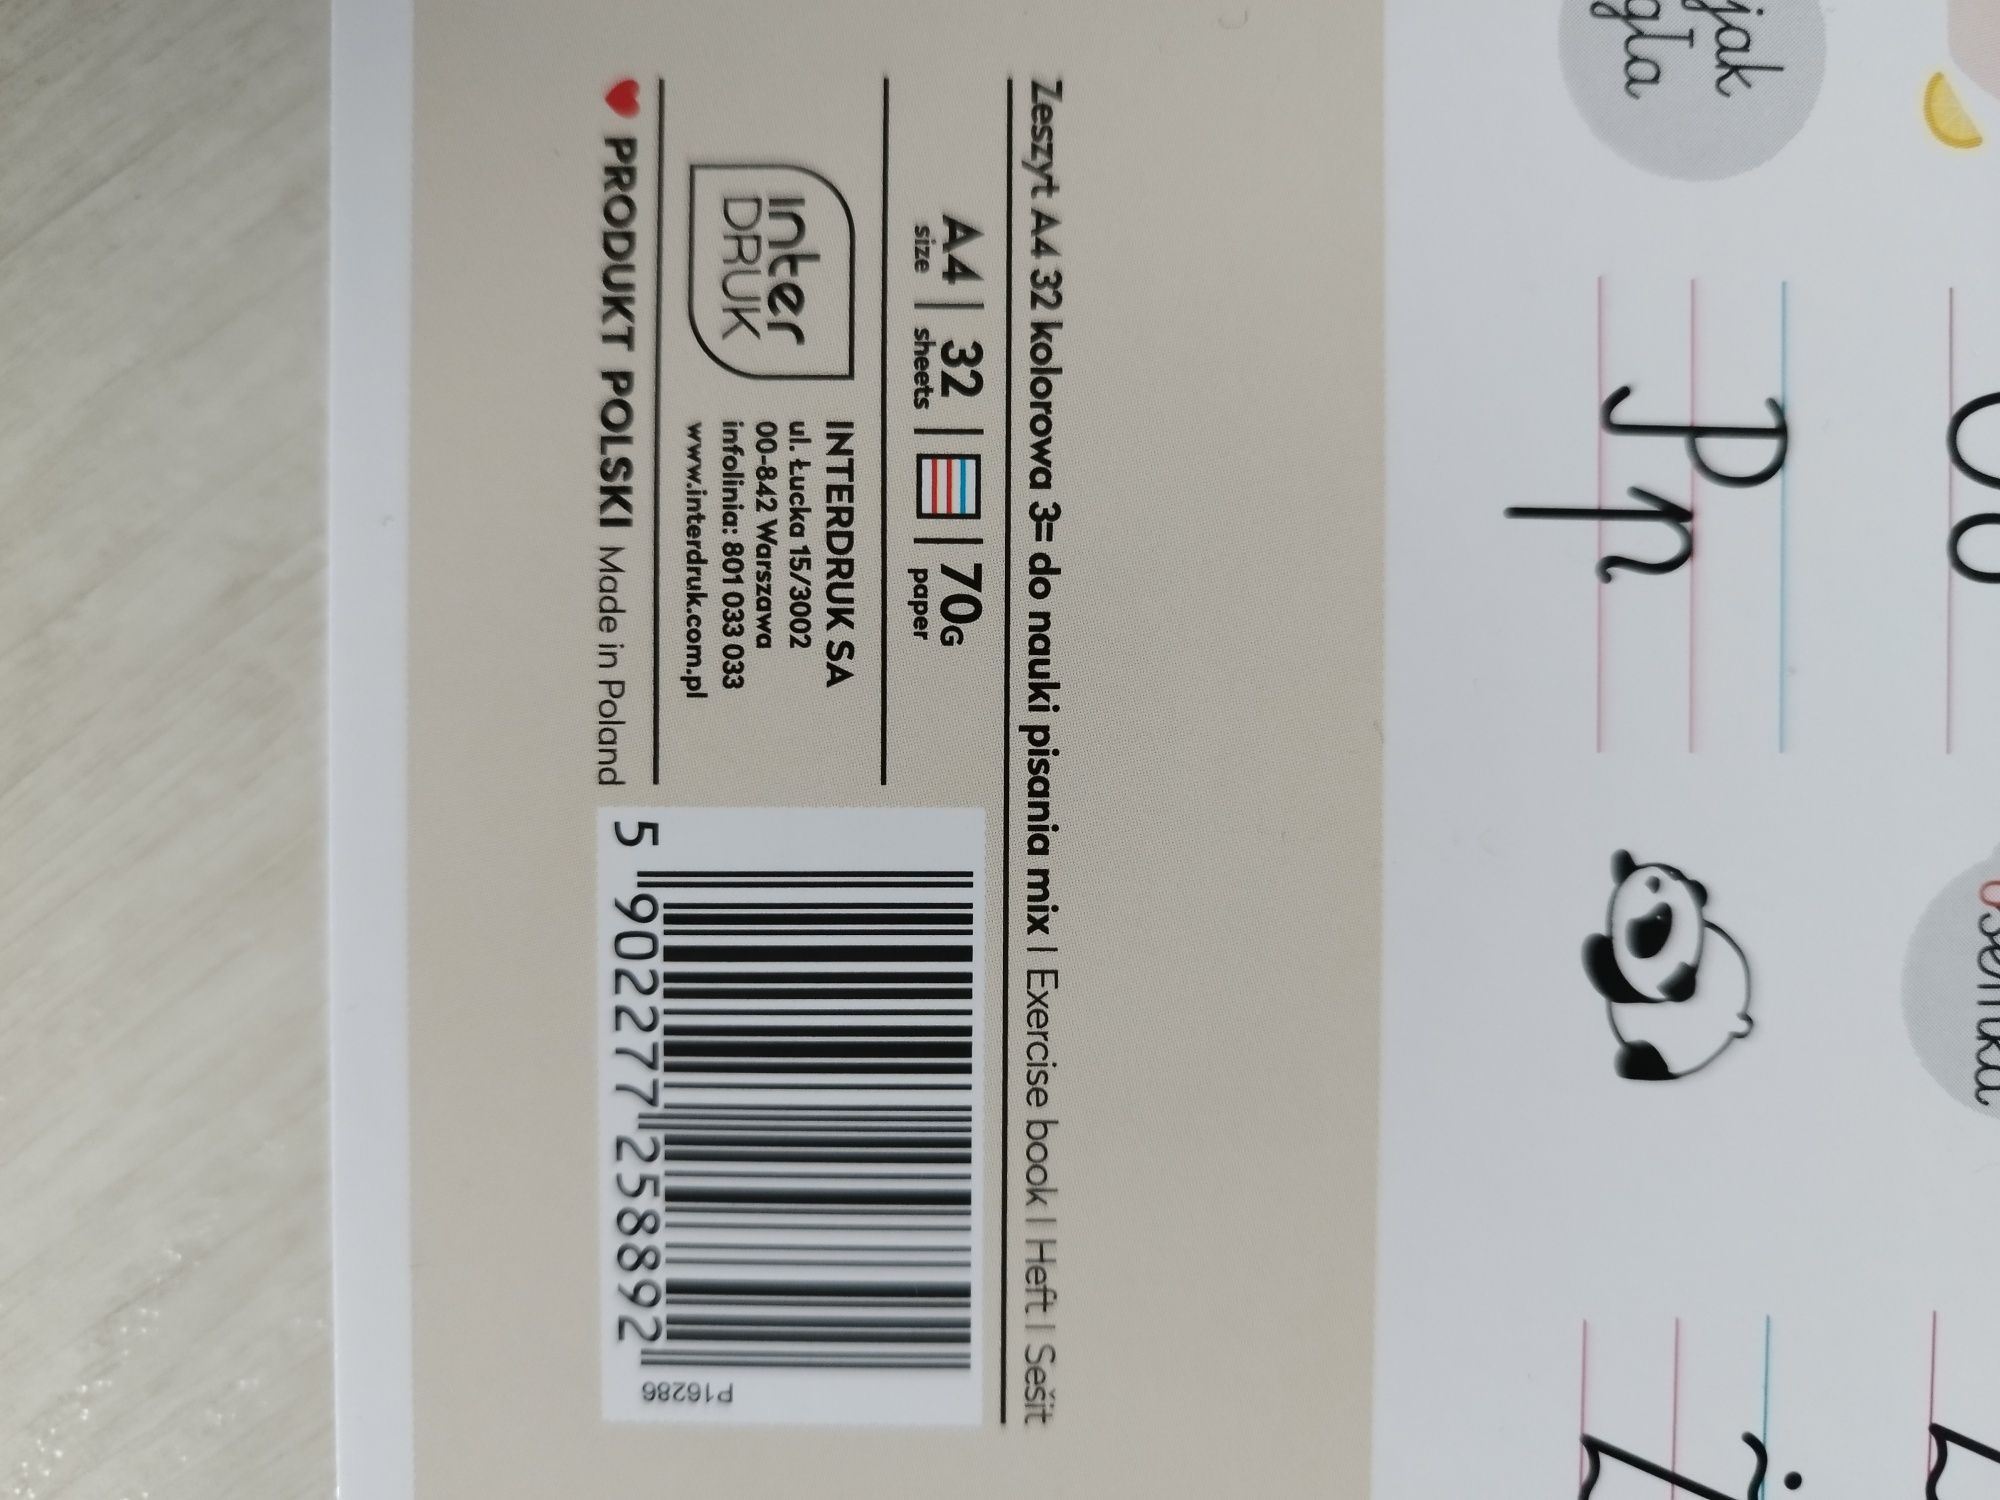 jak
gła
P p
Zeszyt A4 32 kolorowa 3= do nauki pisania mix | Exercise book | Heft | Sešit
A4 | 32 | | 70G
size sheets paper
Inter
DRUK
INTERDRUK SA
ul. Łucka 15/3002
00-842 Warszawa
infolinia: 801 033 033
www.interdruk.com.pl
PRODUKT POLSKI Made in Poland
5 902277 258892
P16286